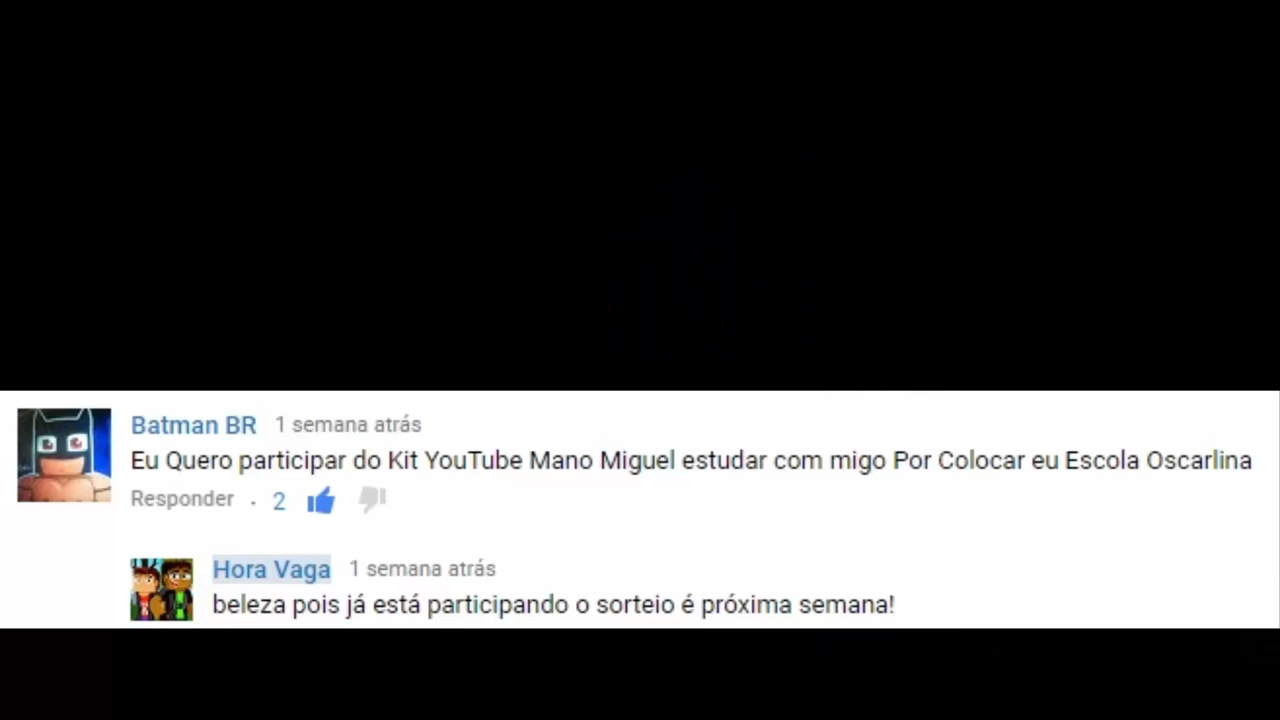 Batman BR 1 semana atrás
Eu Quero participar do Kit YouTube Mano Miguel estudar com migo Por Colocar eu Escola Oscarlina
Responder . 2
Hora Vaga 1 semana atrás
beleza pois já está participando o sorteio é próxima semana!